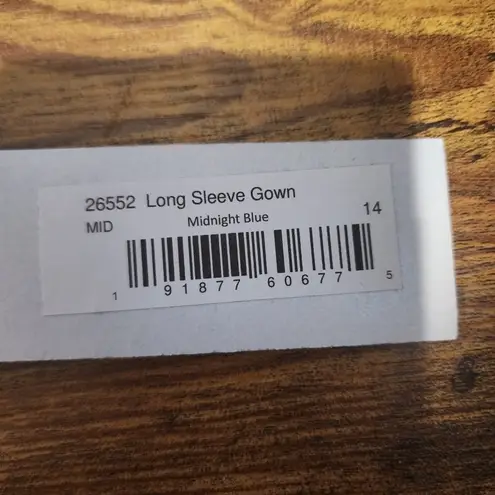 26552 Long Sleeve Gown
MID Midnight Blue 14
1 91877 60677 5